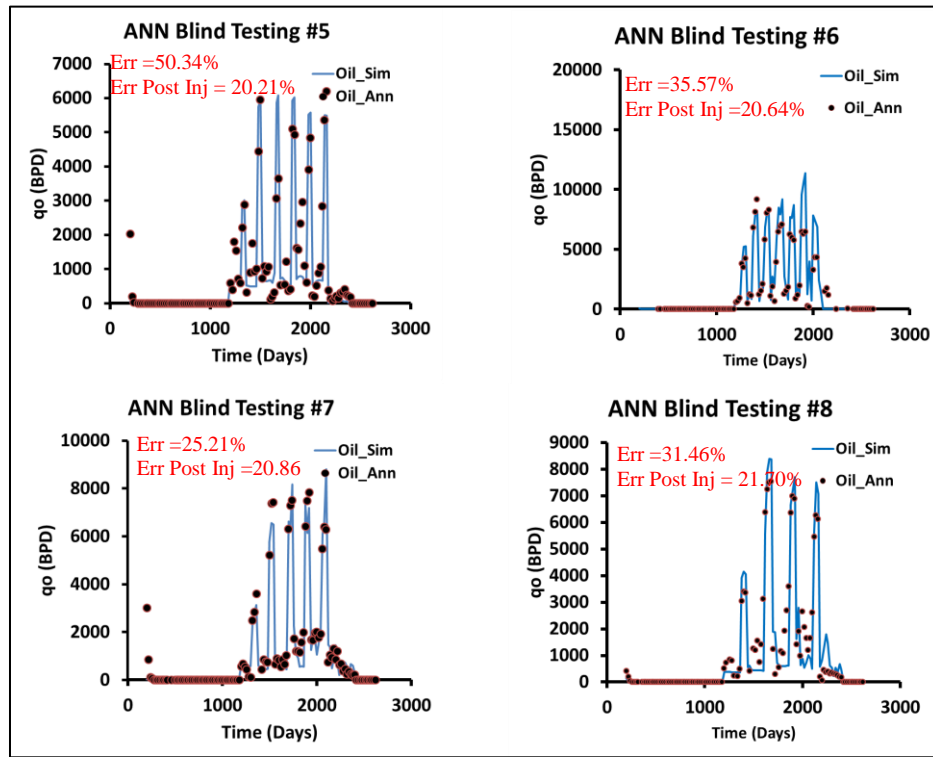 ANN Blind Testing #5
Err =50.34%
Err Post Inj = 20.21%
Oil_Sim
Oil_Ann
7000
6000
5000
4000
3000
2000
1000
0
qo (BPD)
0 1000 2000 3000
Time (Days)
ANN Blind Testing #6
Err =35.57%
Err Post Inj =20.64%
Oil_Sim
Oil_Ann
20000
15000
10000
5000
0
qo (BPD)
0 1000 2000 3000
Time (Days)
ANN Blind Testing #7
Err =25.21%
Err Post Inj =20.86
Oil_Sim
Oil_Ann
10000
8000
6000
4000
2000
0
qo (BPD)
0 1000 2000 3000
Time (Days)
ANN Blind Testing #8
Err =31.46%
Err Post Inj = 21.70%
Oil_Sim
Oil_Ann
9000
8000
7000
6000
5000
4000
3000
2000
1000
0
qo (BPD)
0 1000 2000 3000
Time (Days)